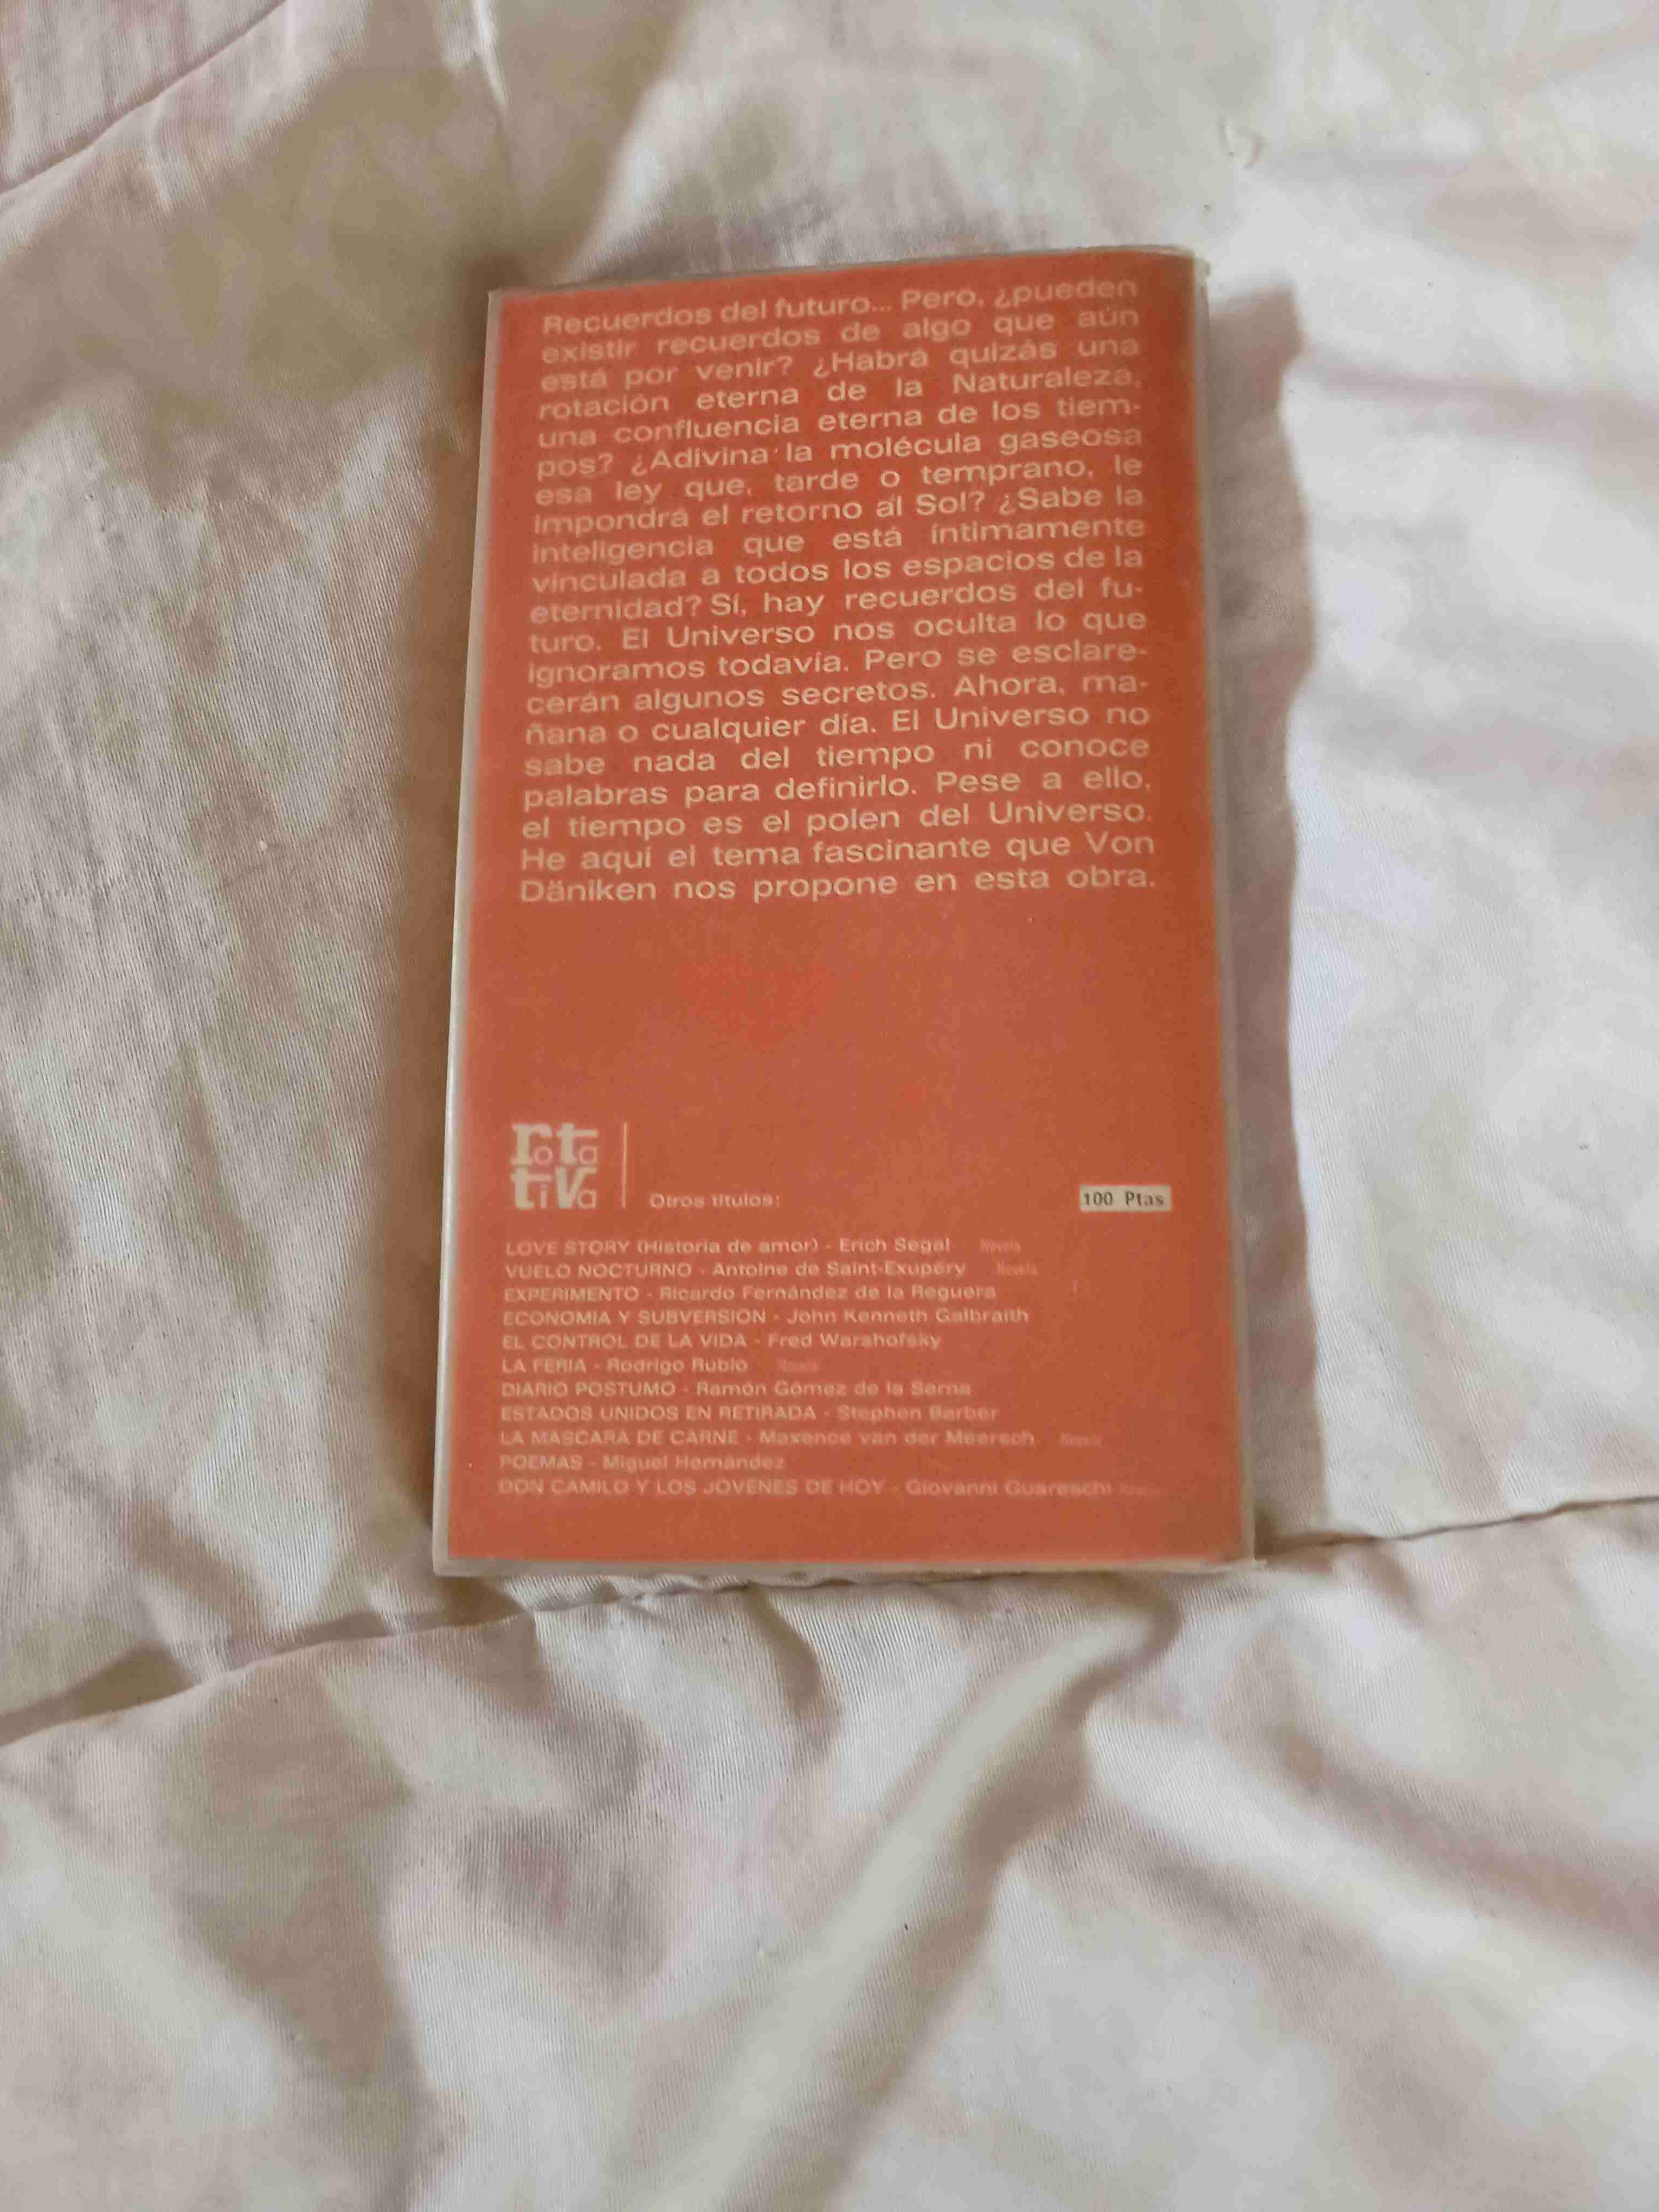 Recuerdos del futuro... Pero, ¿pueden
existir recuerdos de algo que aún
está por venir? ¿Habrá quizás una
rotación eterna de la Naturaleza,
una confluencia eterna de los tiem-
pos? ¿Adivina la molécula gaseosa
esa ley que, tarde o temprano, le
impondrá el retorno al Sol? ¿Sabe la
inteligencia que está íntimamente
vinculada a todos los espacios de la
eternidad? Sí, hay recuerdos del fu-
turo. El Universo nos oculta lo que
ignoramos todavía. Pero se esclare-
cerán algunos secretos. Ahora, ma-
ñana o cualquier día. El Universo no
sabe nada del tiempo ni conoce
palabras para definirlo. Pese a ello,
el tiempo es el polen del Universo.
He aquí el tema fascinante que Von
Däniken nos propone en esta obra.
rota
tiva
Otros títulos:
100 Ptas
LOVE STORY (Historia de amor) - Erich Segal Novela
VUELO NOCTURNO - Antoine de Saint-Exupéry Novela
EXPERIMENTO - Ricardo Fernández de la Reguera
ECONOMIA Y SUBVERSION - John Kenneth Galbraith
EL CONTROL DE LA VIDA - Fred Warshofsky
LA FERIA - Rodrigo Rubio Novela
DIARIO POSTUMO - Ramón Gómez de la Serna
ESTADOS UNIDOS EN RETIRADA - Stephen Barber
LA MASCARA DE CARNE - Maxence van der Meersch Novela
POEMAS - Miguel Hernández
DON CAMILO Y LOS JOVENES DE HOY - Giovanni Guareschi